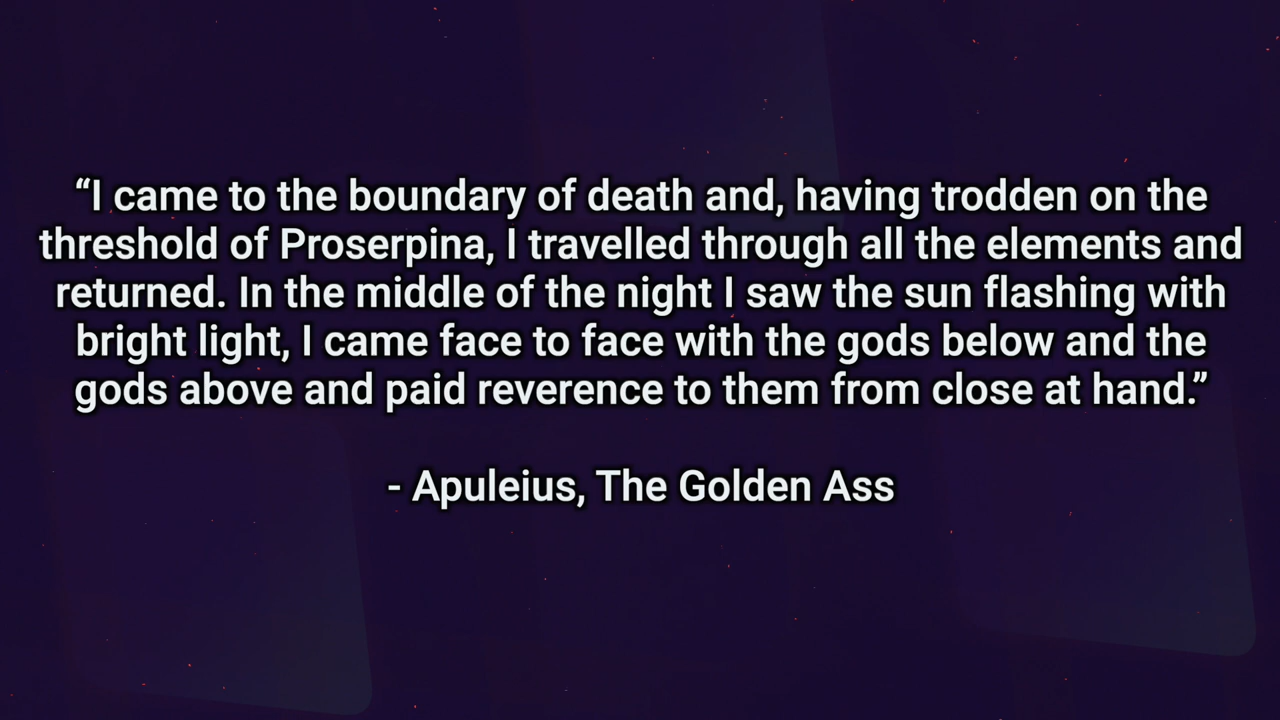 “I came to the boundary of death and, having trodden on the
threshold of Proserpina, I travelled through all the elements and
returned. In the middle of the night I saw the sun flashing with
bright light, I came face to face with the gods below and the
gods above and paid reverence to them from close at hand.”
- Apuleius, The Golden Ass